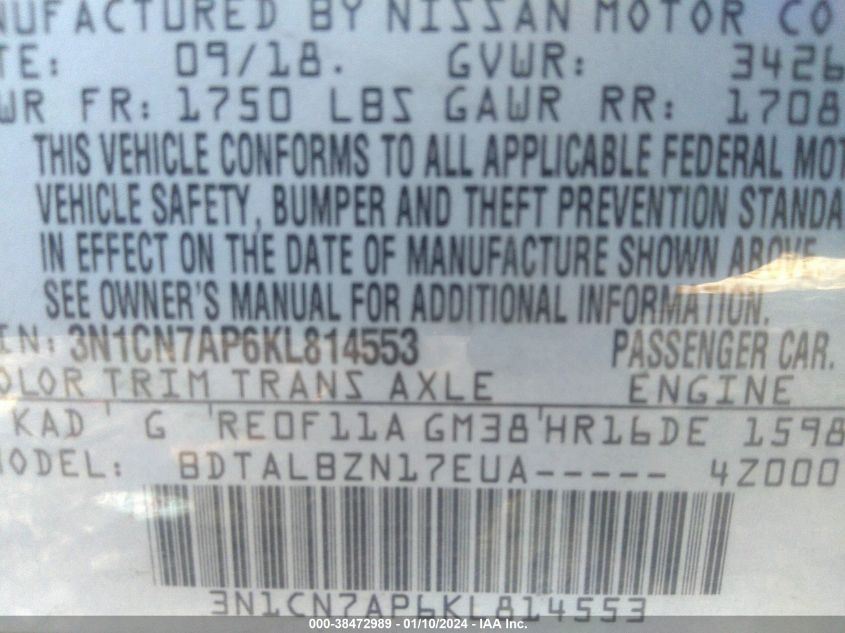 NUFACTURED BY NISSAN MOTOR CO
TE: 09/18. GVWR: 3426
WR FR: 1750 LBS GAWR RR: 1708
THIS VEHICLE CONFORMS TO ALL APPLICABLE FEDERAL MOT
VEHICLE SAFETY, BUMPER AND THEFT PREVENTION STANDA
IN EFFECT ON THE DATE OF MANUFACTURE SHOWN ABOVE.
SEE OWNER'S MANUAL FOR ADDITIONAL INFORMATION.
IN: 3N1CN7AP6KL814553 PASSENGER CAR.
OLOR TRIM TRANS AXLE ENGINE
KAD G RE0F11A GM38 HR16DE 1598
MODEL: BDTALBZN17EUA----- 4Z000
3N1CN7AP6KL814553
000-38472989 - 01/10/2024 - IAA Inc.